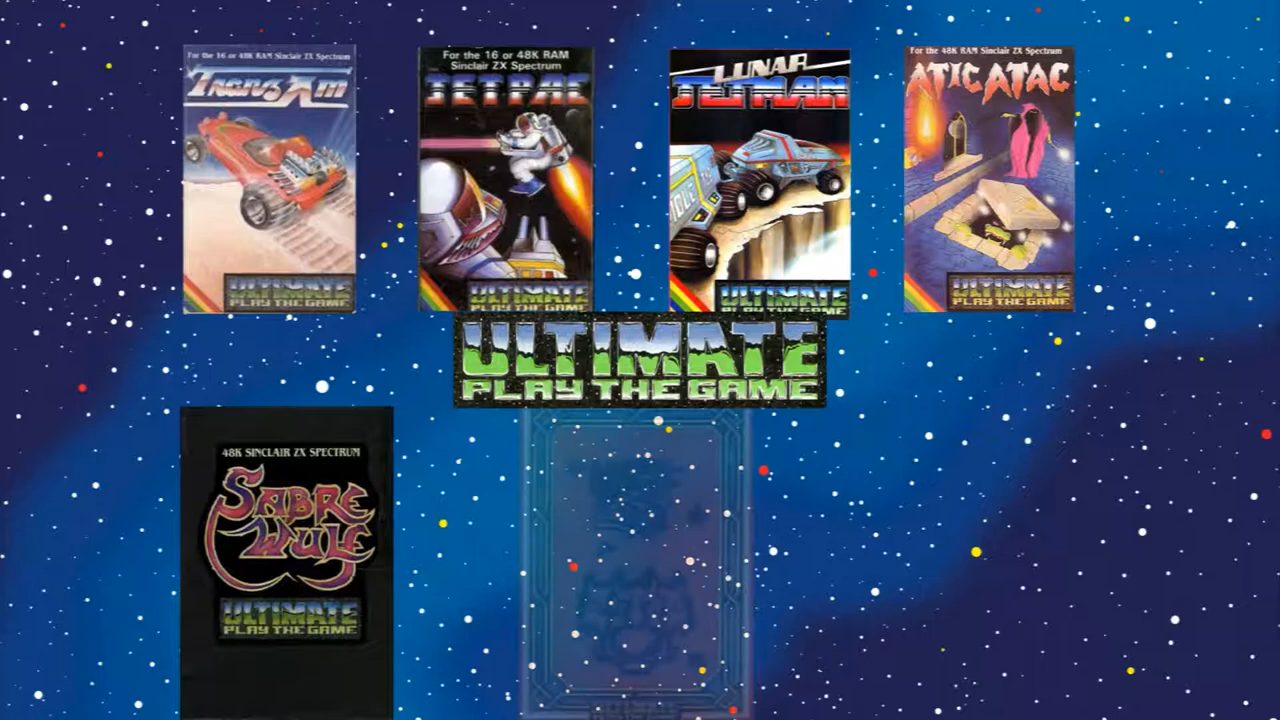 For the 16 or 48K RAM Sinclair ZX Spectrum
Trans Am
ULTIMATE
PLAY THE GAME
For the 16 or 48K RAM
Sinclair ZX Spectrum
JETPAC
ULTIMATE
PLAY THE GAME
LUNAR
JETMAN
ULTIMATE
PLAY THE GAME
For the 48K RAM Sinclair ZX Spectrum
ATIC ATAC
ULTIMATE
PLAY THE GAME
ULTIMATE
PLAY THE GAME
48K SINCLAIR ZX SPECTRUM
SABRE
WULF
ULTIMATE
PLAY THE GAME